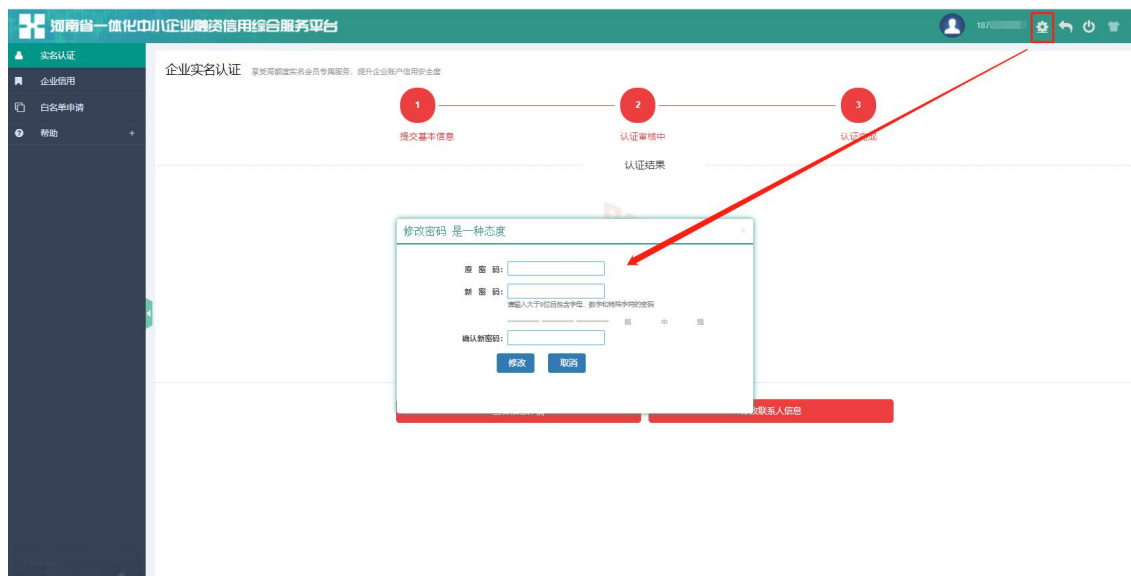 河南省一体化中小企业融资信用综合服务平台
187
实名认证
企业信用
白名单申请
帮助 +
企业实名认证 享受高额度实名会员专属服务,提升企业账户信用安全度
1 2 3
提交基本信息 认证审核中 认证完成
认证结果
修改密码 是一种态度 ×
原 密 码:
新 密 码:
请输入大于8位且包含字母、数字和特殊字符的密码
弱 中 强
确认新密码:
修改 取消
修改联系人信息